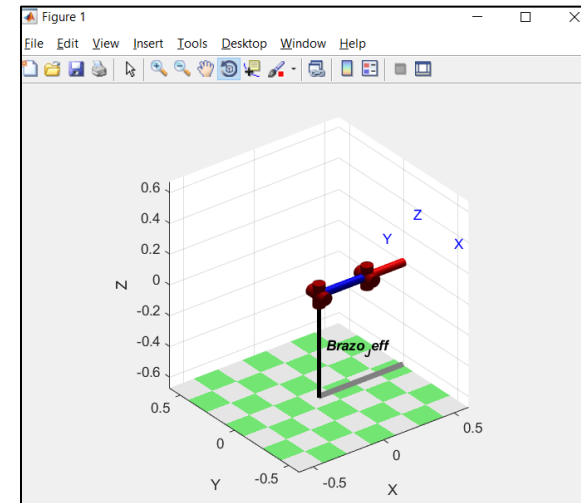 Figure 1
File Edit View Insert Tools Desktop Window Help
0.6
0.4
0.2
0
-0.2
-0.4
-0.6
Z
Z
Y
X
Brazo_jeff
0.5
0
-0.5
Y
-0.5
0
0.5
X